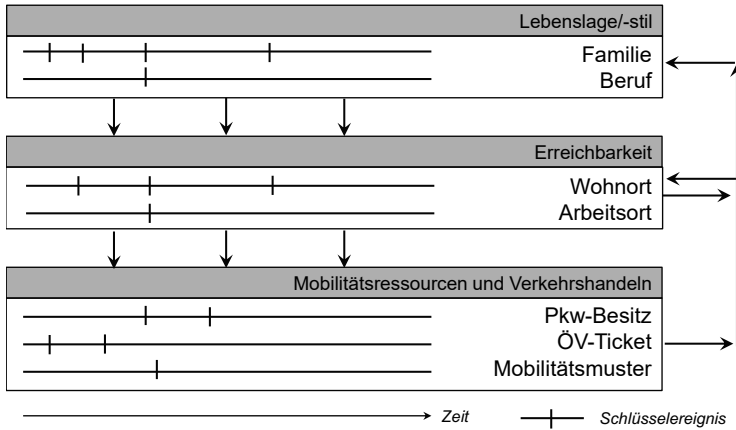 Lebenslage/-stil
Familie
Beruf
Erreichbarkeit
Wohnort
Arbeitsort
Mobilitätsressourcen und Verkehrshandeln
Pkw-Besitz
ÖV-Ticket
Mobilitätsmuster
Zeit Schlüsselereignis